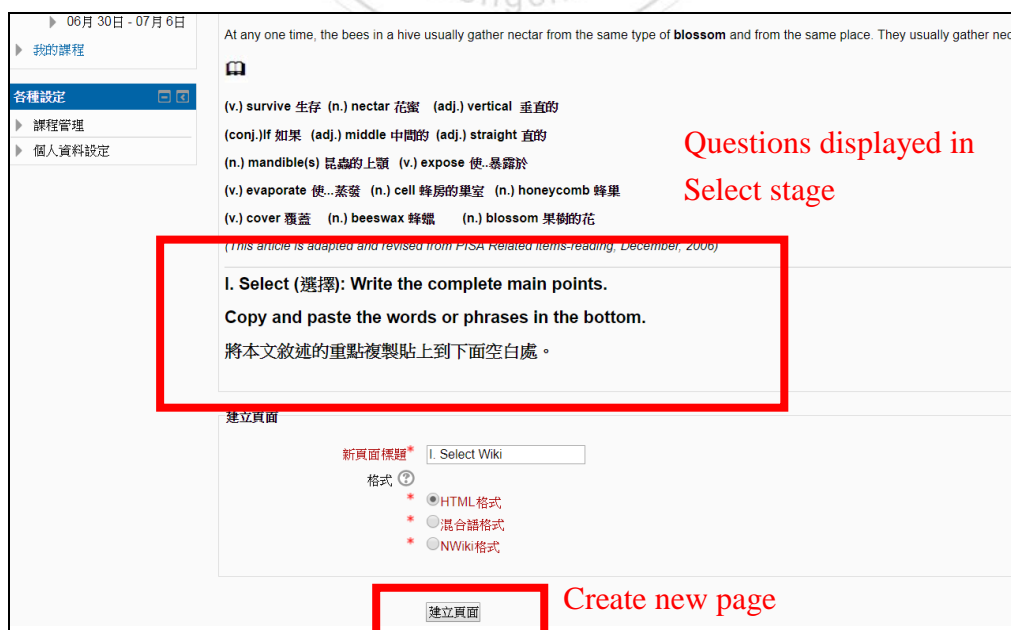 06月 30日 - 07月 6日
我的課程
各種設定
課程管理
個人資料設定
At any one time, the bees in a hive usually gather nectar from the same type of blossom and from the same place. They usually gather nec
(v.) survive 生存 (n.) nectar 花蜜 (adj.) vertical 垂直的
(conj.)If 如果 (adj.) middle 中間的 (adj.) straight 直的
(n.) mandible(s) 昆蟲的上顎 (v.) expose 使..暴露於
(v.) evaporate 使...蒸發 (n.) cell 蜂房的巢室 (n.) honeycomb 蜂巢
(v.) cover 覆蓋 (n.) beeswax 蜂蠟 (n.) blossom 果樹的花
(This article is adapted and revised from PISA Related items-reading, December, 2006)
Questions displayed in
Select stage
I. Select (選擇): Write the complete main points.
Copy and paste the words or phrases in the bottom.
將本文敘述的重點複製貼上到下面空白處。
建立頁面
新頁面標題* I. Select Wiki
格式
* HTML格式
* 混合語格式
* NWiki格式
建立頁面
Create new page